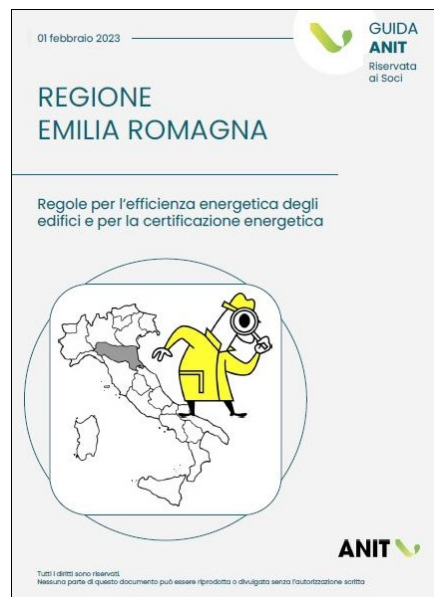 01 febbraio 2023
GUIDA
ANIT
Riservata
ai Soci
REGIONE
EMILIA ROMAGNA
Regole per l'efficienza energetica degli
edifici e per la certificazione energetica
ANIT
Tutti i diritti sono riservati.
Nessuna parte di questo documento può essere riprodotta o divulgata senza l'autorizzazione scritta